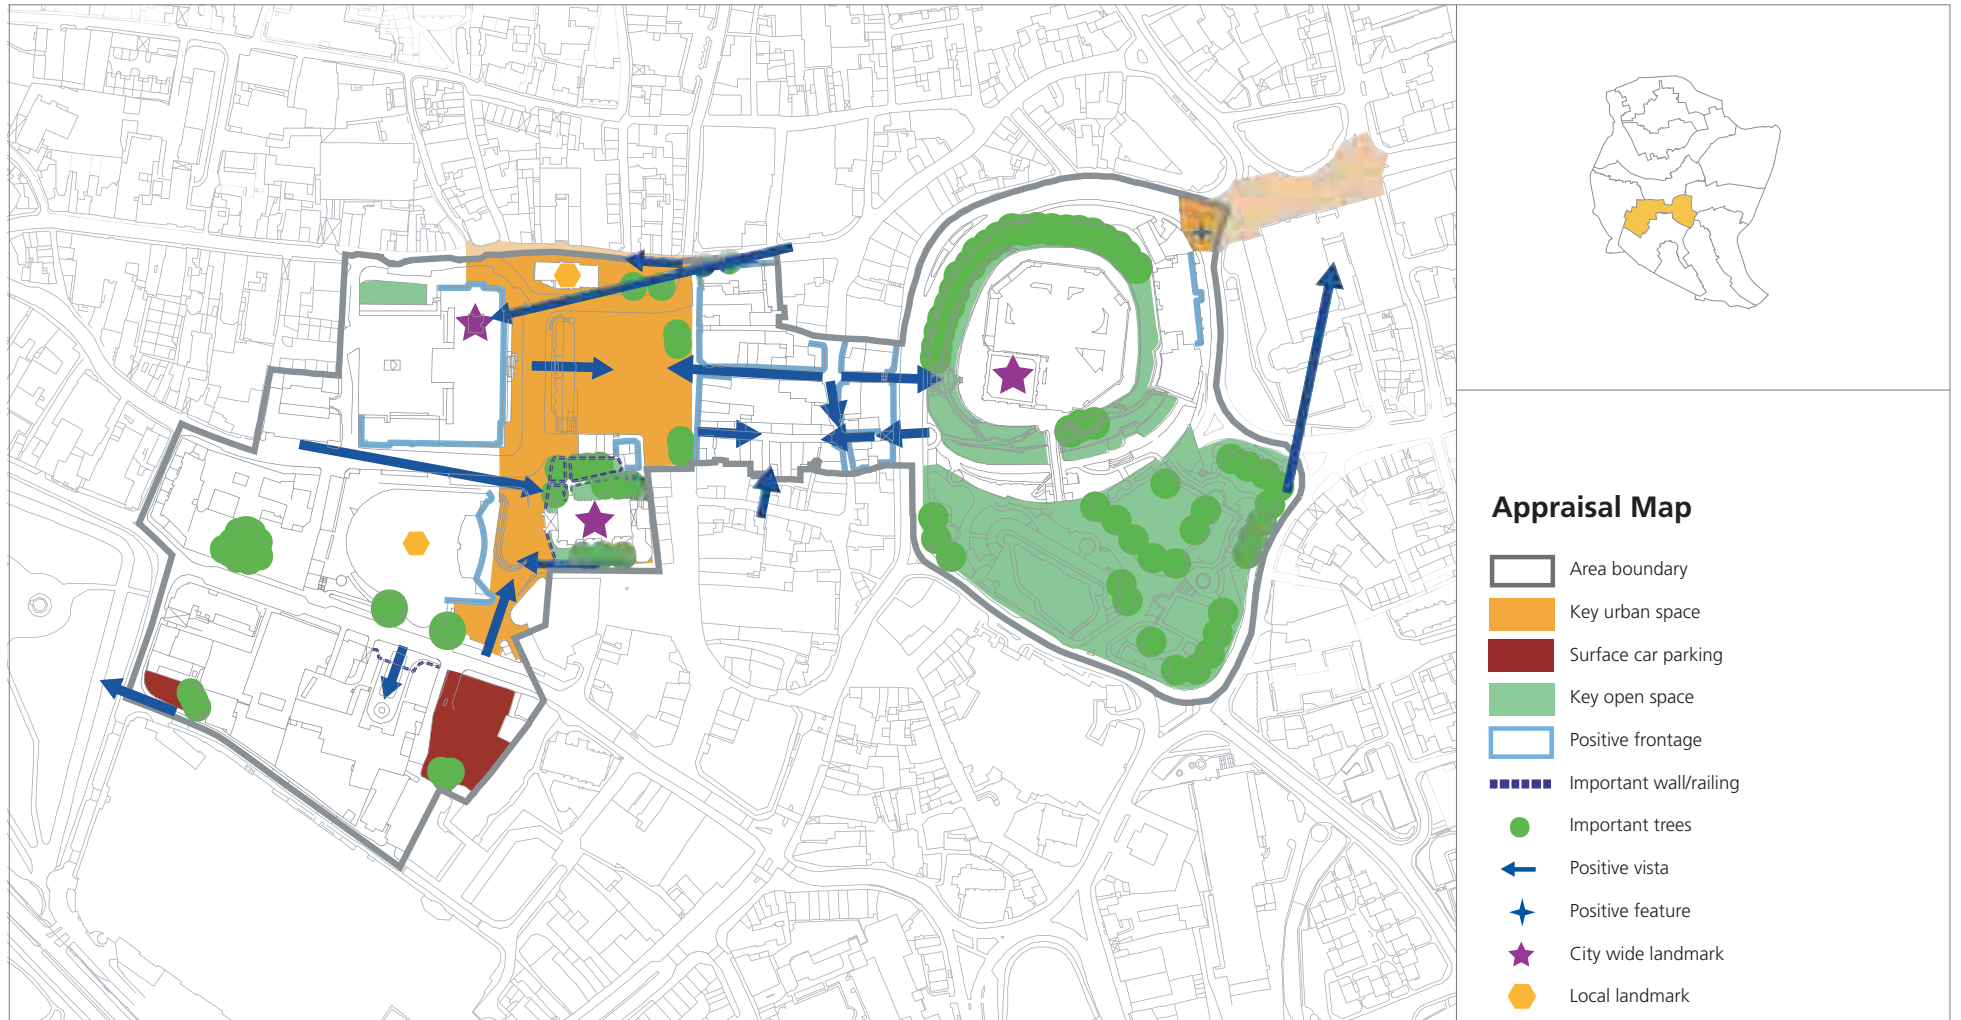 Appraisal Map
Area boundary
Key urban space
Surface car parking
Key open space
Positive frontage
Important wall/railing
Important trees
Positive vista
Positive feature
City wide landmark
Local landmark